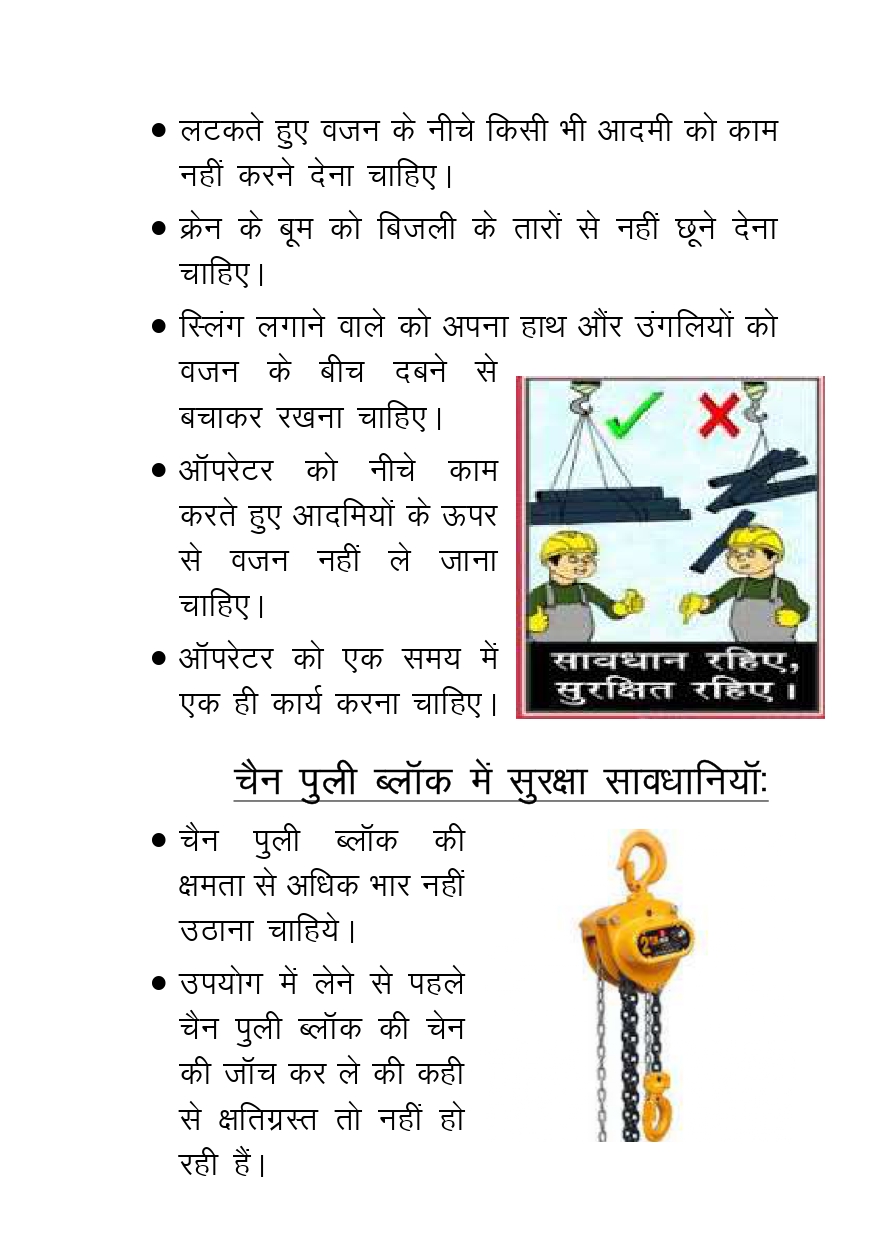 • लटकते हुए वजन के नीचे किसी भी आदमी को काम
नहीं करने देना चाहिए।
• क्रेन के बूम को बिजली के तारों से नहीं छूने देना
चाहिए।
• स्लिंग लगाने वाले को अपना हाथ औंर उंगलियों को
वजन के बीच दबने से
बचाकर रखना चाहिए।
• ऑपरेटर को नीचे काम
करते हुए आदमियों के ऊपर
से वजन नहीं ले जाना
चाहिए।
• ऑपरेटर को एक समय में
एक ही कार्य करना चाहिए।
सावधान रहिए,
सुरक्षित रहिए।
चैन पुली ब्लॉक में सुरक्षा सावधानियॉः
• चैन पुली ब्लॉक की
क्षमता से अधिक भार नहीं
उठाना चाहिये।
• उपयोग में लेने से पहले
चैन पुली ब्लॉक की चेन
की जॉच कर ले की कही
से क्षतिग्रस्त तो नहीं हो
रही हैं।